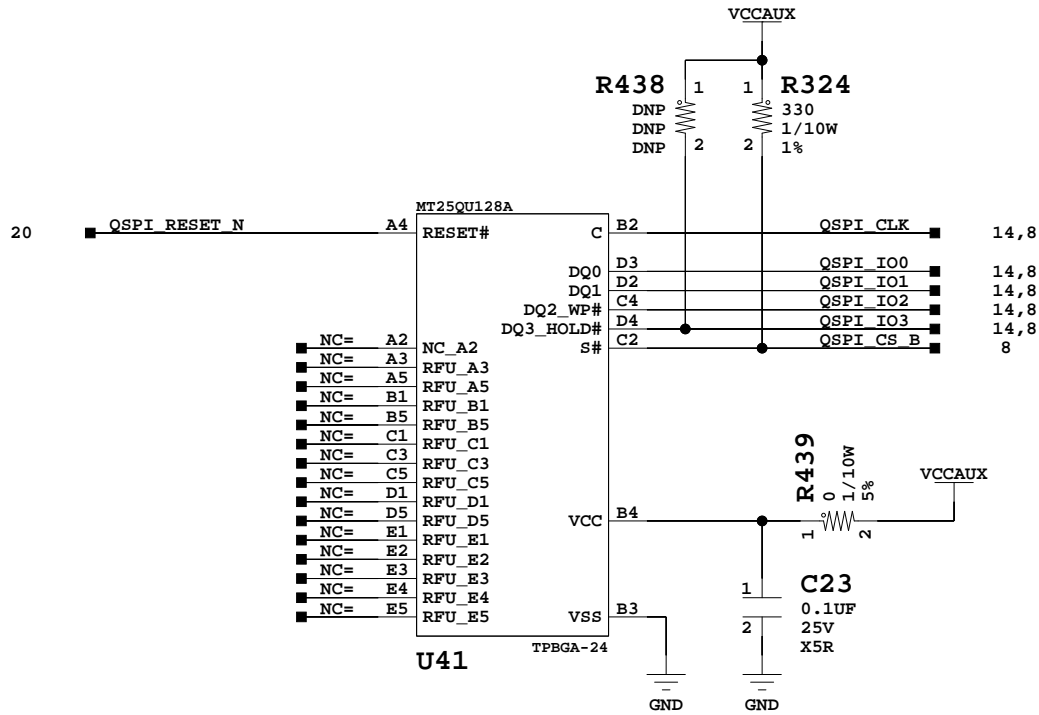 VCCAUX
R438 1 1 R324
DNP 330
DNP 1/10W
DNP 2 2 1%
MT25QU128A
20 QSPI_RESET_N A4 RESET# C B2 QSPI_CLK 14,8
DQ0 D3 QSPI_IO0 14,8
DQ1 D2 QSPI_IO1 14,8
DQ2_WP# C4 QSPI_IO2 14,8
DQ3_HOLD# D4 QSPI_IO3 14,8
NC= A2 NC_A2 S# C2 QSPI_CS_B 8
NC= A3 RFU_A3
NC= A5 RFU_A5
NC= B1 RFU_B1
NC= B5 RFU_B5
NC= C1 RFU_C1
NC= C3 RFU_C3
NC= C5 RFU_C5
NC= D1 RFU_D1
NC= D5 RFU_D5 VCC B4
NC= E1 RFU_E1
NC= E2 RFU_E2
NC= E3 RFU_E3
NC= E4 RFU_E4
NC= E5 RFU_E5 VSS B3
R439
0
1/10W
5%
1 2
VCCAUX
1 C23
0.1UF
2 25V
X5R
TPBGA-24
U41
GND GND